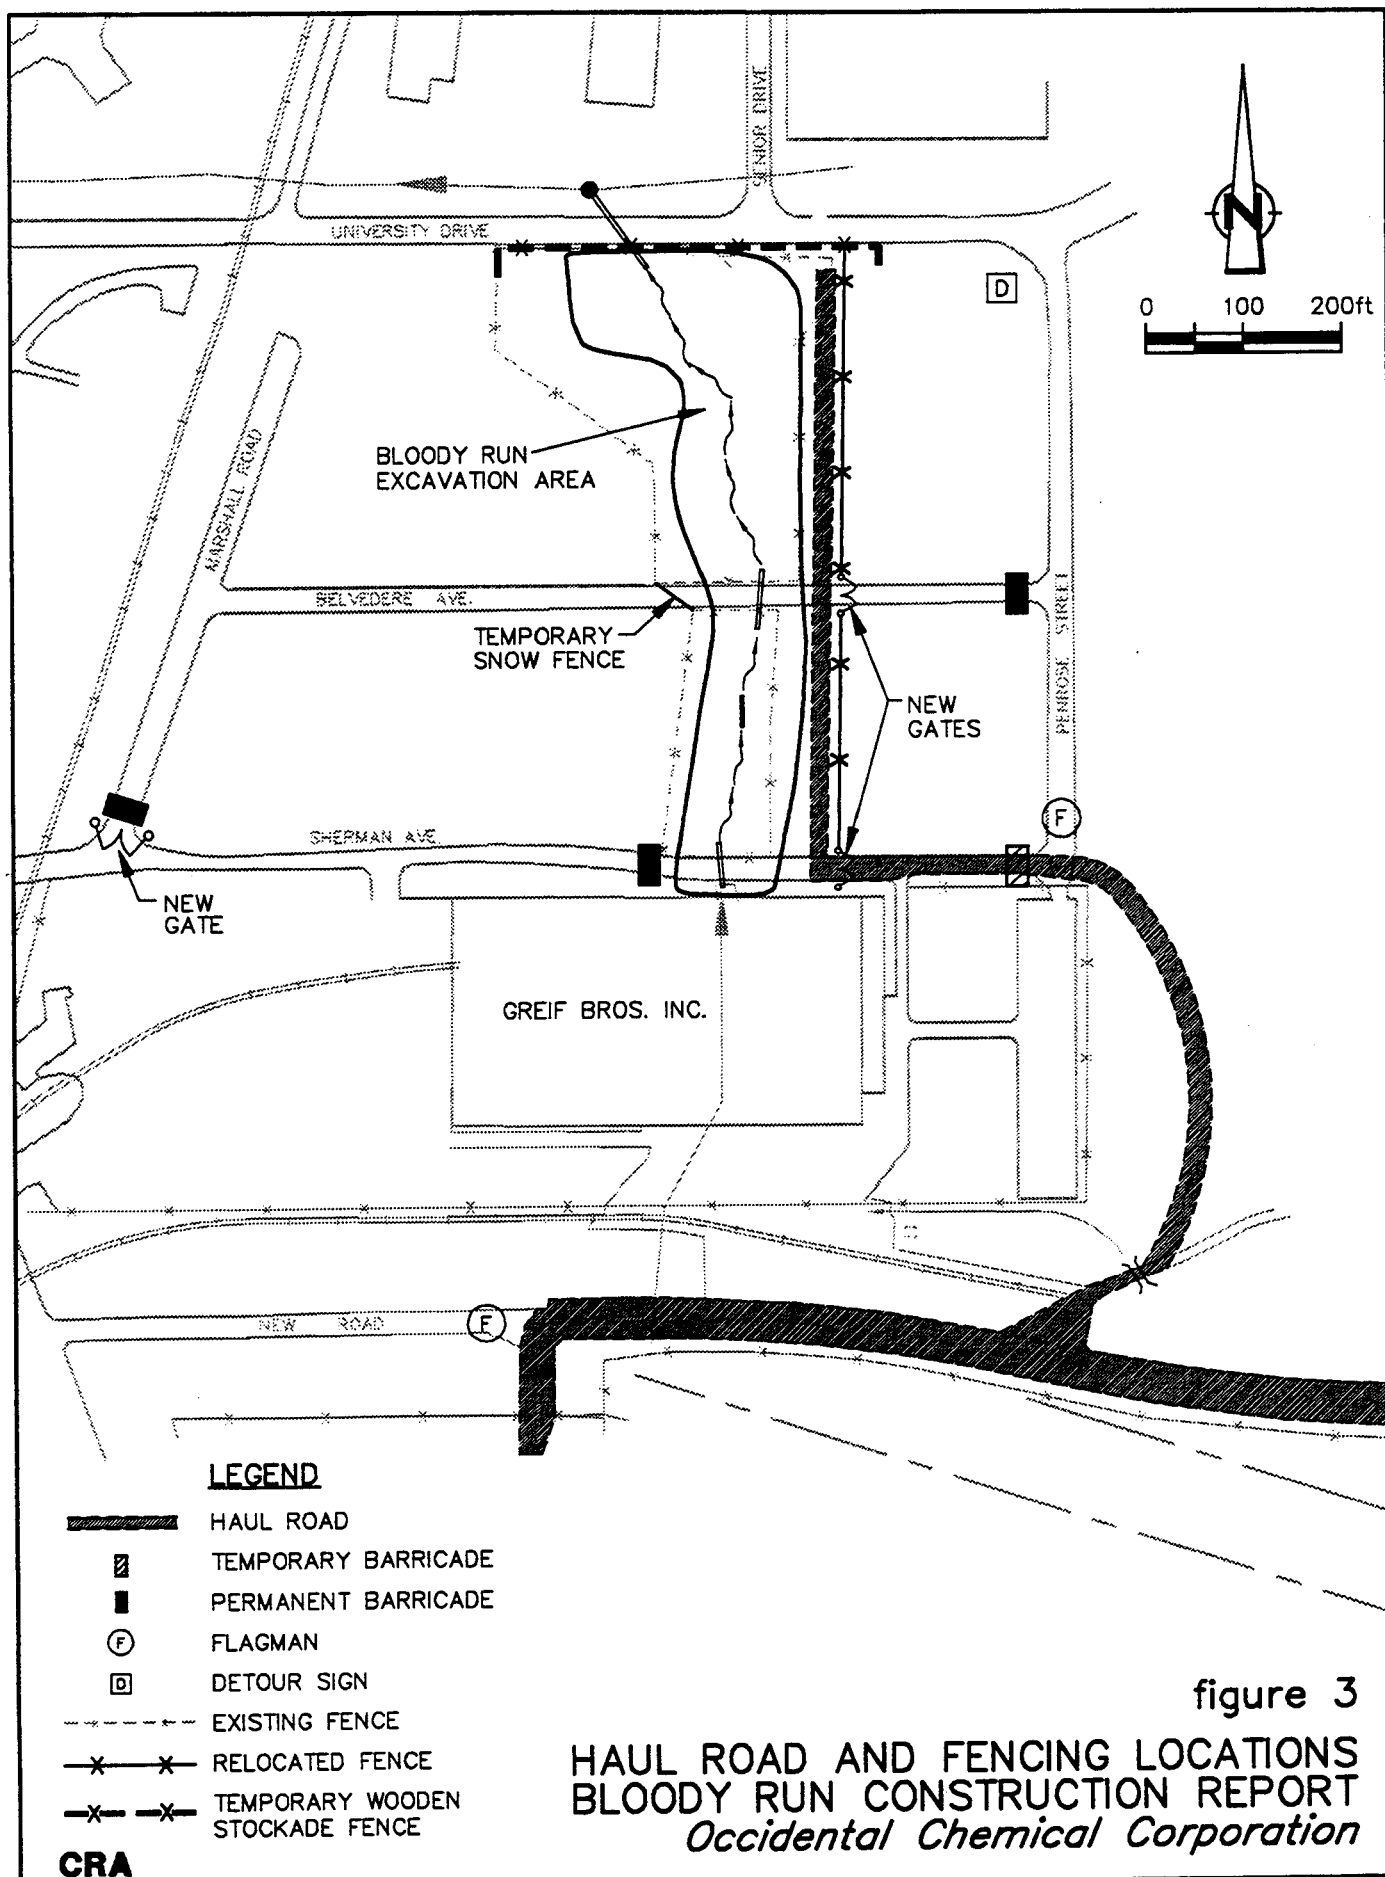 SENIOR DRIVE
UNIVERSITY DRIVE
N
D
0 100 200ft
BLOODY RUN
EXCAVATION AREA
MARSHALL ROAD
BELVEDERE AVE.
TEMPORARY
SNOW FENCE
PENROSE STREET
NEW
GATES
F
SHERMAN AVE.
NEW
GATE
GREIF BROS. INC.
NEW ROAD
F
LEGEND
HAUL ROAD
TEMPORARY BARRICADE
PERMANENT BARRICADE
F FLAGMAN
D DETOUR SIGN
EXISTING FENCE
RELOCATED FENCE
TEMPORARY WOODEN
STOCKADE FENCE
CRA
figure 3
HAUL ROAD AND FENCING LOCATIONS
BLOODY RUN CONSTRUCTION REPORT
Occidental Chemical Corporation